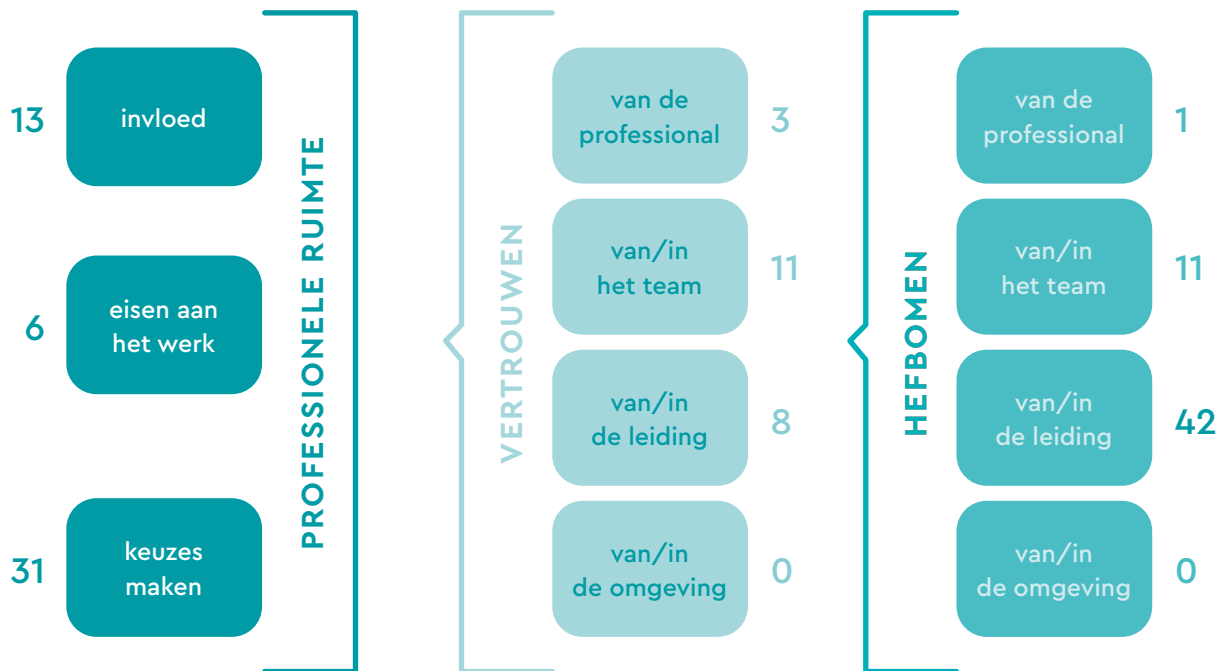 13
invloed
6
eisen aan
het werk
31
keuzes
maken
PROFESSIONELE RUIMTE
VERTROUWEN
van de
professional
3
van/in
het team
11
van/in
de leiding
8
van/in
de omgeving
0
HEFBOMEN
van de
professional
1
van/in
het team
11
van/in
de leiding
42
van/in
de omgeving
0